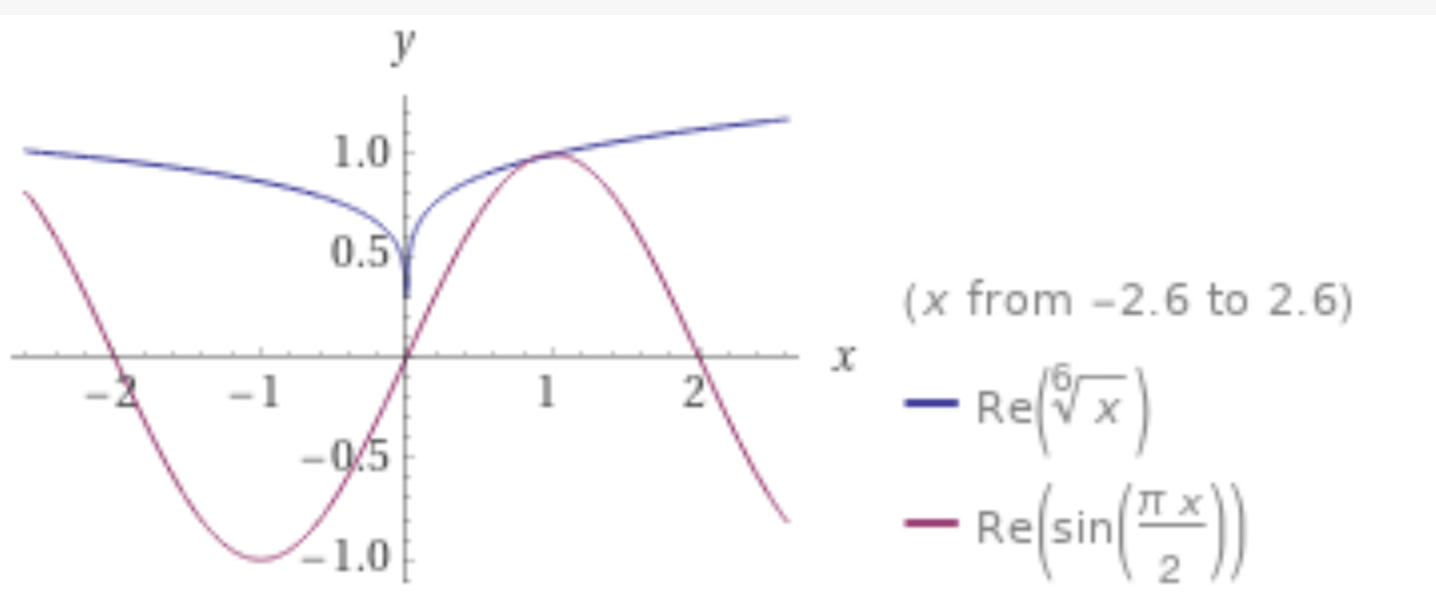 y
1.0
0.5
−2 −1 1 2 x
−0.5
−1.0
(x from −2.6 to 2.6)
Re(⁶√x)
Re(sin(π x / 2))